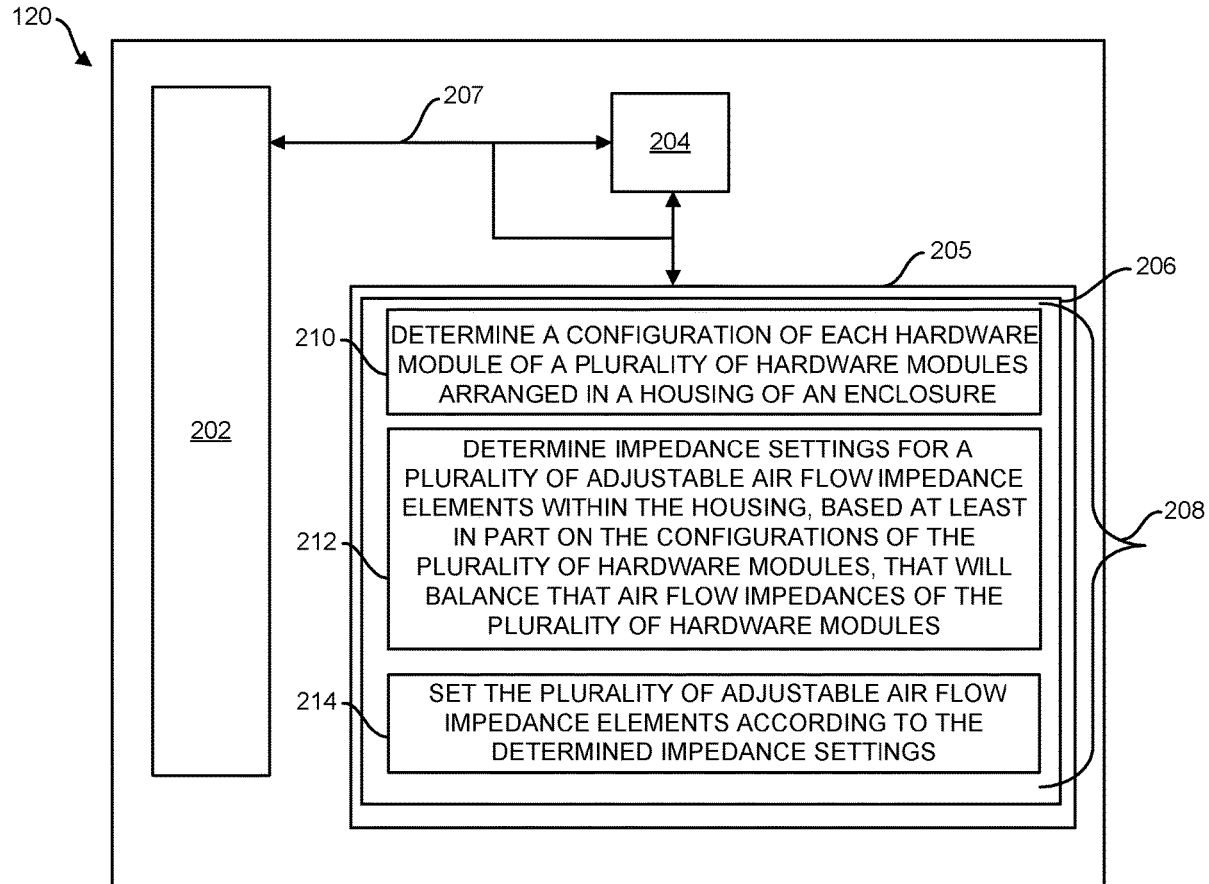 120
207
204
205
206
210
DETERMINE A CONFIGURATION OF EACH HARDWARE
MODULE OF A PLURALITY OF HARDWARE MODULES
ARRANGED IN A HOUSING OF AN ENCLOSURE
202
DETERMINE IMPEDANCE SETTINGS FOR A
PLURALITY OF ADJUSTABLE AIR FLOW IMPEDANCE
ELEMENTS WITHIN THE HOUSING, BASED AT LEAST
IN PART ON THE CONFIGURATIONS OF THE
PLURALITY OF HARDWARE MODULES, THAT WILL
BALANCE THAT AIR FLOW IMPEDANCES OF THE
PLURALITY OF HARDWARE MODULES
212
208
214
SET THE PLURALITY OF ADJUSTABLE AIR FLOW
IMPEDANCE ELEMENTS ACCORDING TO THE
DETERMINED IMPEDANCE SETTINGS